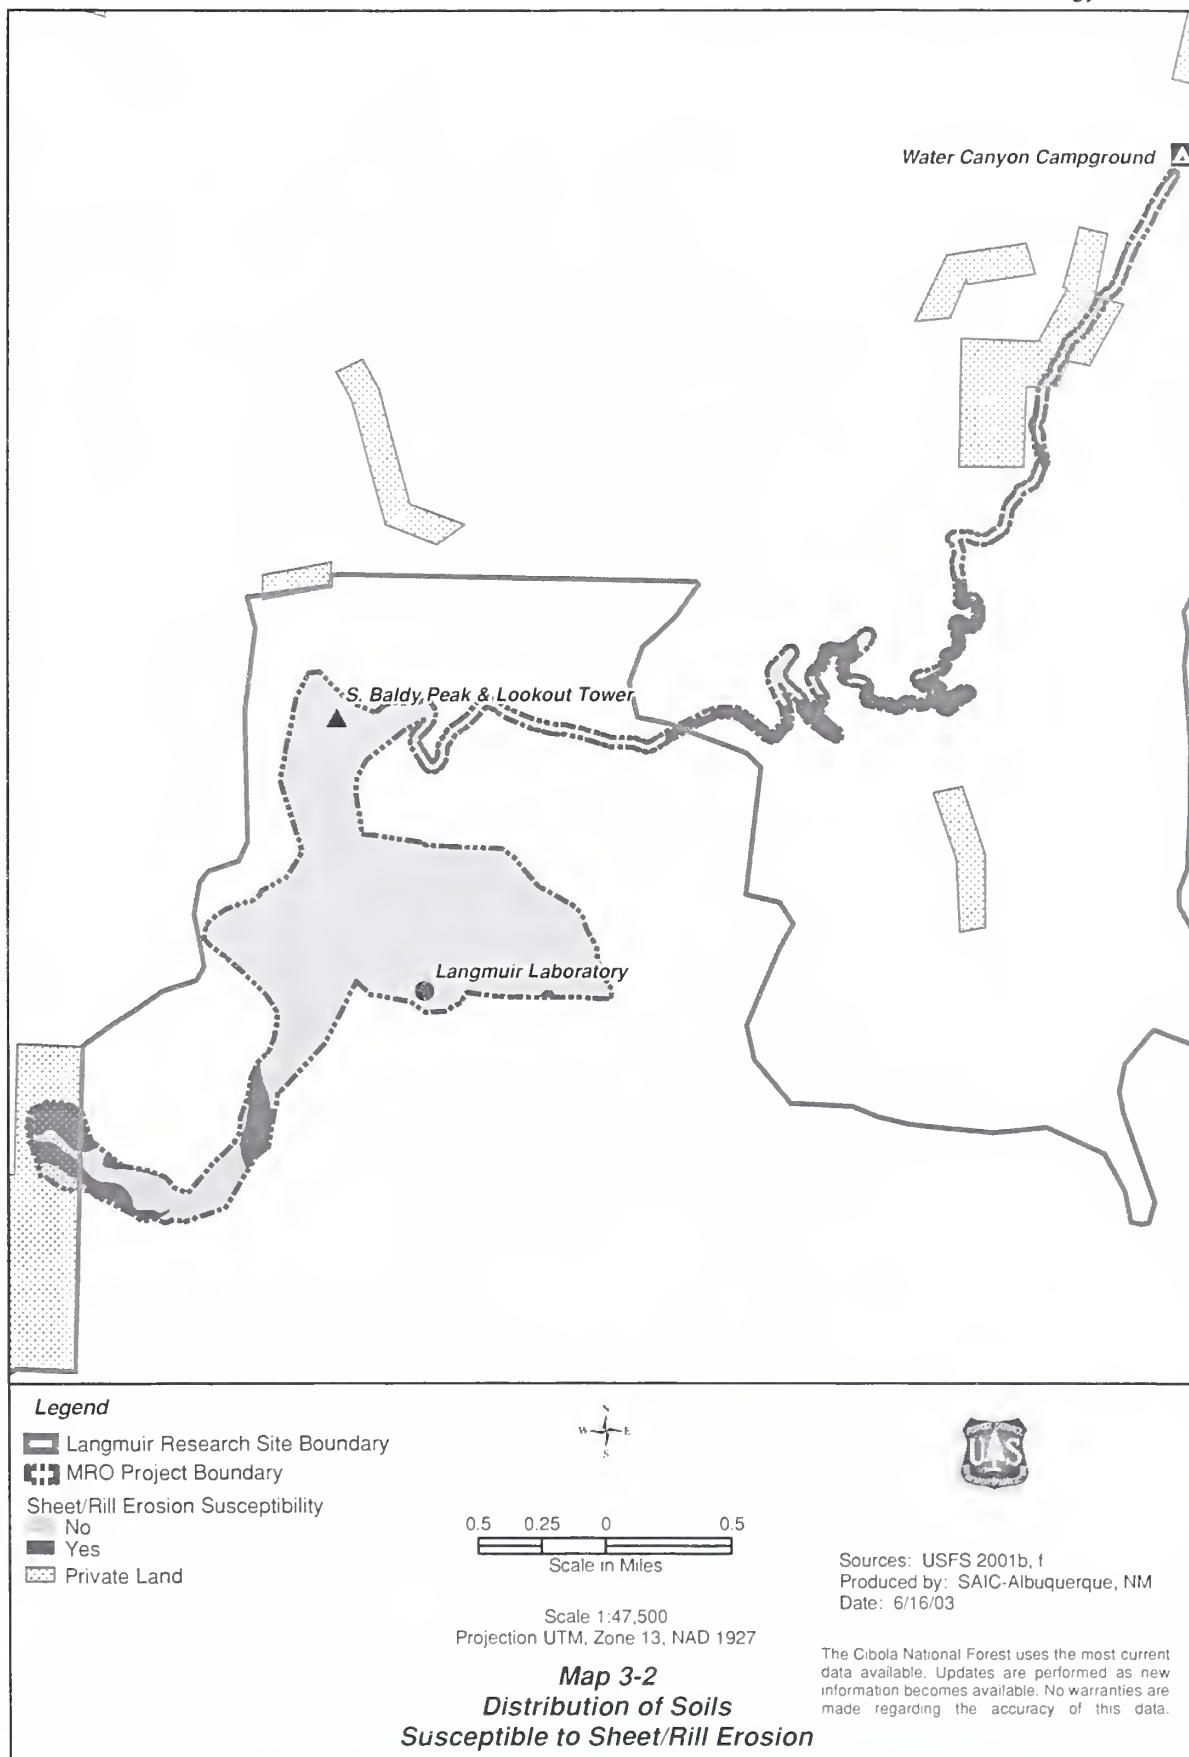 Water Canyon Campground
S. Baldy Peak & Lookout Tower
Langmuir Laboratory
Legend
Langmuir Research Site Boundary
MRO Project Boundary
Sheet/Rill Erosion Susceptibility
No
Yes
Private Land
N
W E
S
0.5 0.25 0 0.5
Scale in Miles
Scale 1:47,500
Projection UTM, Zone 13, NAD 1927
Map 3-2
Distribution of Soils
Susceptible to Sheet/Rill Erosion
U S
Sources: USFS 2001b, f
Produced by: SAIC-Albuquerque, NM
Date: 6/16/03
The Cibola National Forest uses the most current
data available. Updates are performed as new
information becomes available. No warranties are
made regarding the accuracy of this data.